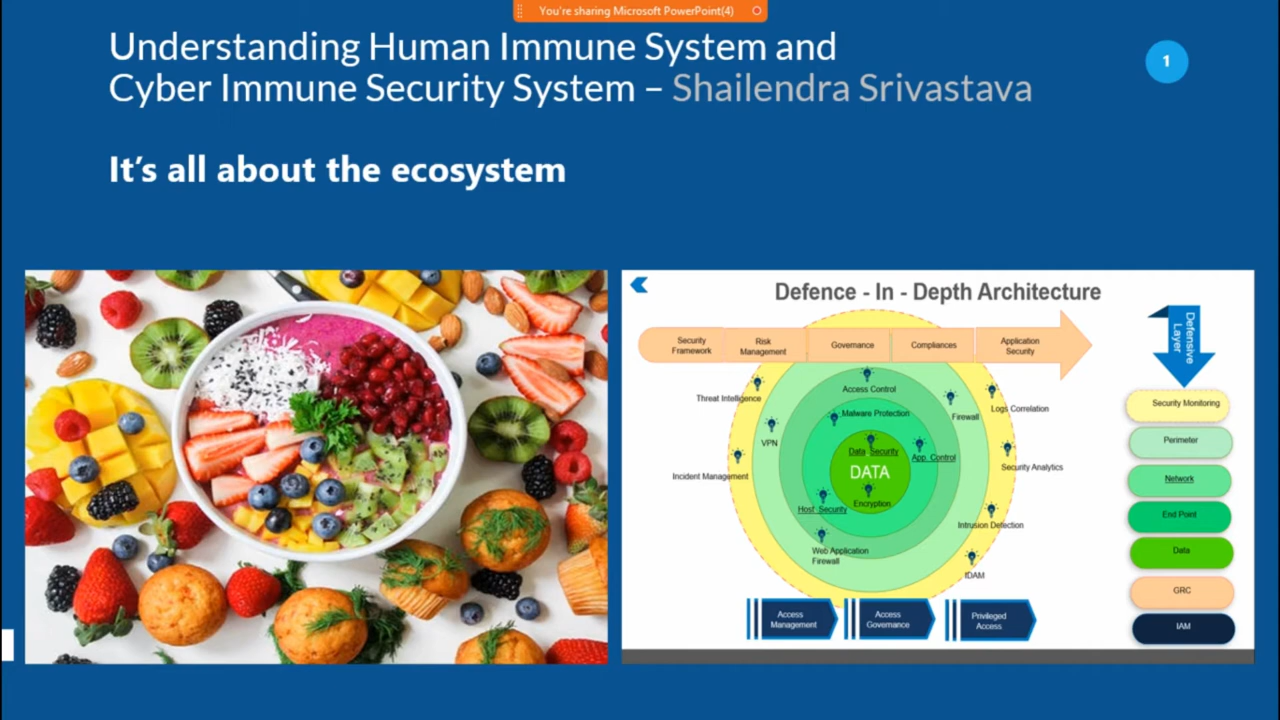 You're sharing Microsoft PowerPoint(4)
Understanding Human Immune System and
Cyber Immune Security System – Shailendra Srivastava
1
It's all about the ecosystem
Defence - In - Depth Architecture
Security
Framework
Risk
Management
Governance
Compliances
Application
Security
Defensive
Layer
Access Control
Threat Intelligence
Malware Protection
Firewall
Logs Correlation
VPN
Data Security
App. Control
DATA
Incident Management
Security Analytics
Encryption
Host Security
Intrusion Detection
Web Application
Firewall
IDAM
Access
Management
Access
Governance
Privileged
Access
Security Monitoring
Perimeter
Network
End Point
Data
GRC
IAM